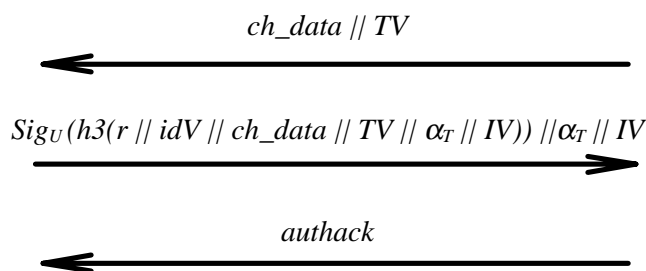 ch_data || TV
Sig_U(h3(r || idV || ch_data || TV || α_T || IV)) ||α_T || IV
authack